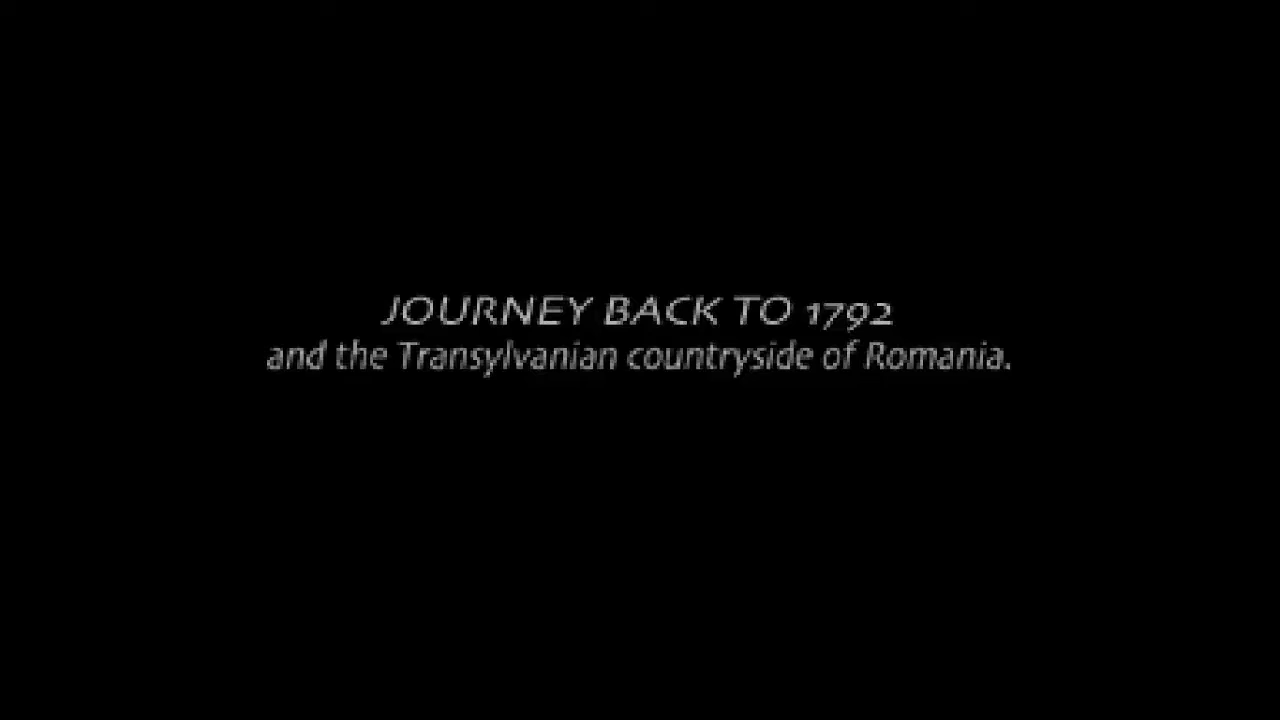 JOURNEY BACK TO 1792
and the Transylvanian countryside of Romania.